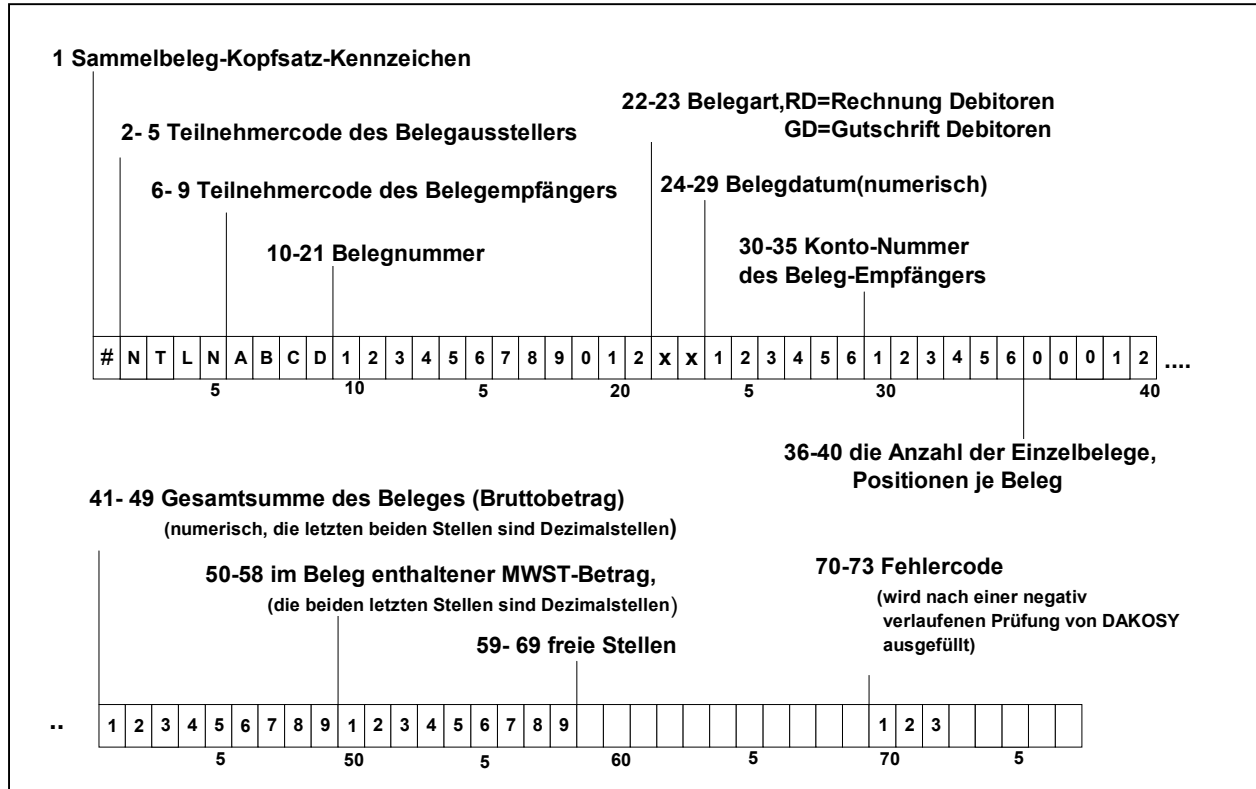 1 Sammelbeleg-Kopfsatz-Kennzeichen
22-23 Belegart,RD=Rechnung Debitoren
GD=Gutschrift Debitoren
2- 5 Teilnehmercode des Belegausstellers
6- 9 Teilnehmercode des Belegempfängers
24-29 Belegdatum(numerisch)
10-21 Belegnummer
30-35 Konto-Nummer
des Beleg-Empfängers
# N T L N A B C D 1 2 3 4 5 6 7 8 9 0 1 2 x x 1 2 3 4 5 6 1 2 3 4 5 6 0 0 0 1 2 ....
5 10 5 20 5 30 40
36-40 die Anzahl der Einzelbelege,
Positionen je Beleg
41- 49 Gesamtsumme des Beleges (Bruttobetrag)
(numerisch, die letzten beiden Stellen sind Dezimalstellen)
50-58 im Beleg enthaltener MWST-Betrag,
(die beiden letzten Stellen sind Dezimalstellen)
70-73 Fehlercode
(wird nach einer negativ
verlaufenen Prüfung von DAKOSY
ausgefüllt)
59- 69 freie Stellen
.. 1 2 3 4 5 6 7 8 9 1 2 3 4 5 6 7 8 9 1 2 3
5 50 5 60 5 70 5